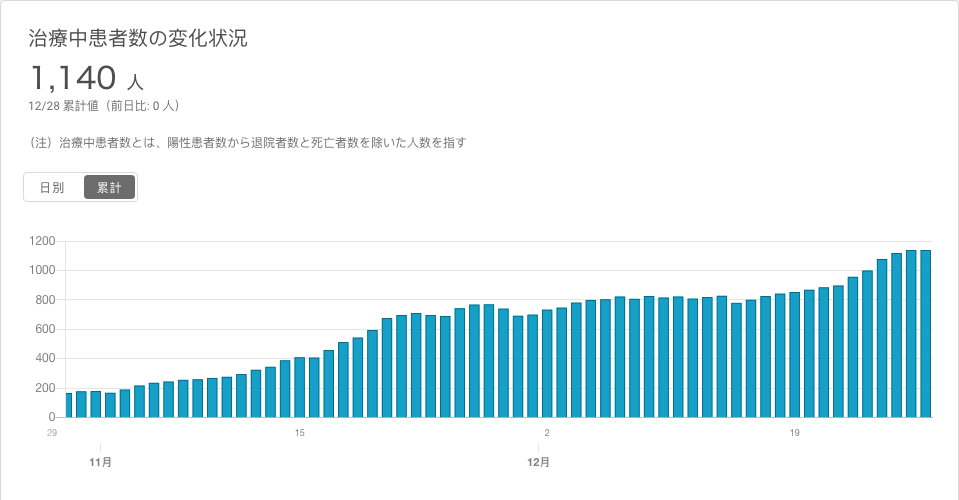 治療中患者数の変化状況
1,140 人
12/28 累計値（前日比: 0 人）
（注）治療中患者数とは、陽性患者数から退院者数と死亡者数を除いた人数を指す
日別 累計
1200
1000
800
600
400
200
0
29 15 2 19
11月 12月